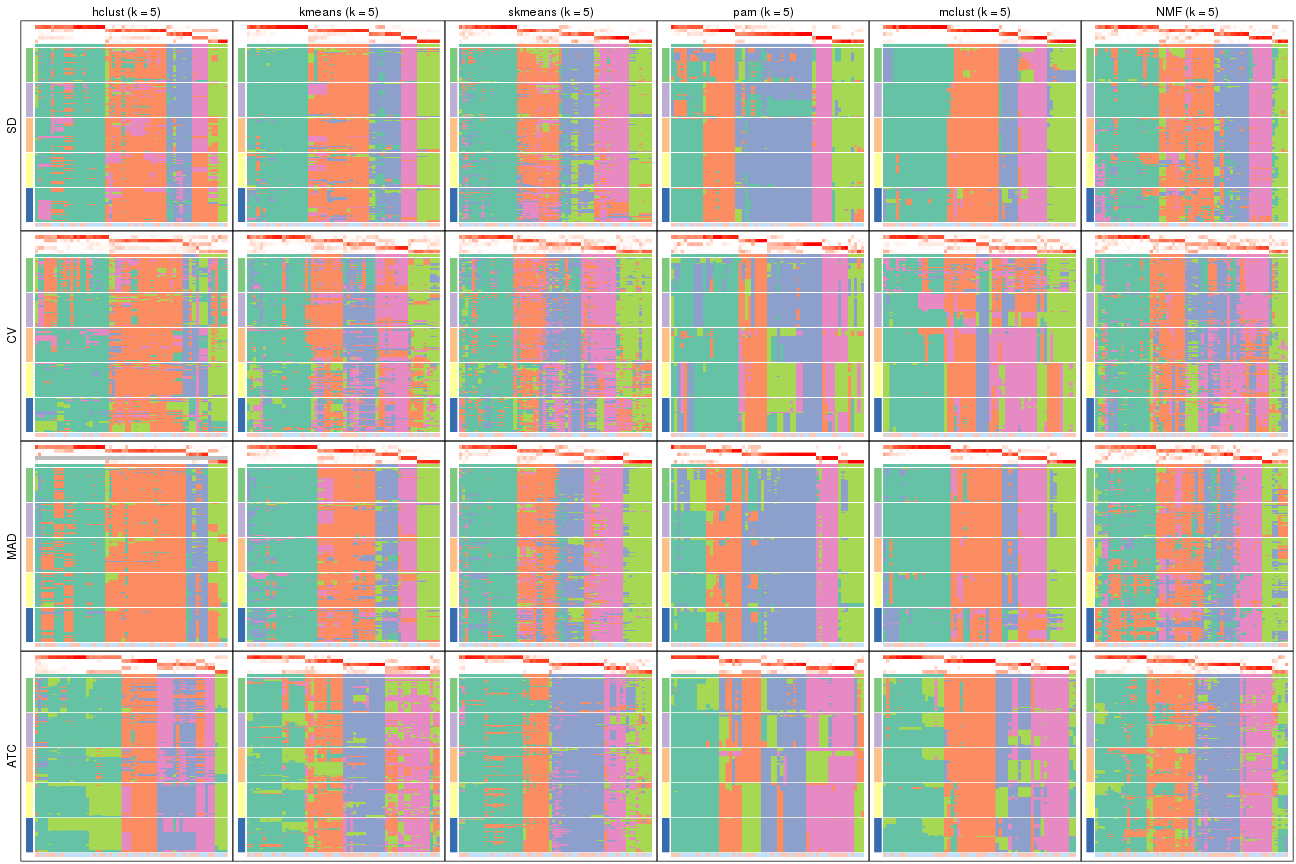 hclust (k = 5)
kmeans (k = 5)
skmeans (k = 5)
pam (k = 5)
mclust (k = 5)
NMF (k = 5)
SD
CV
MAD
ATC